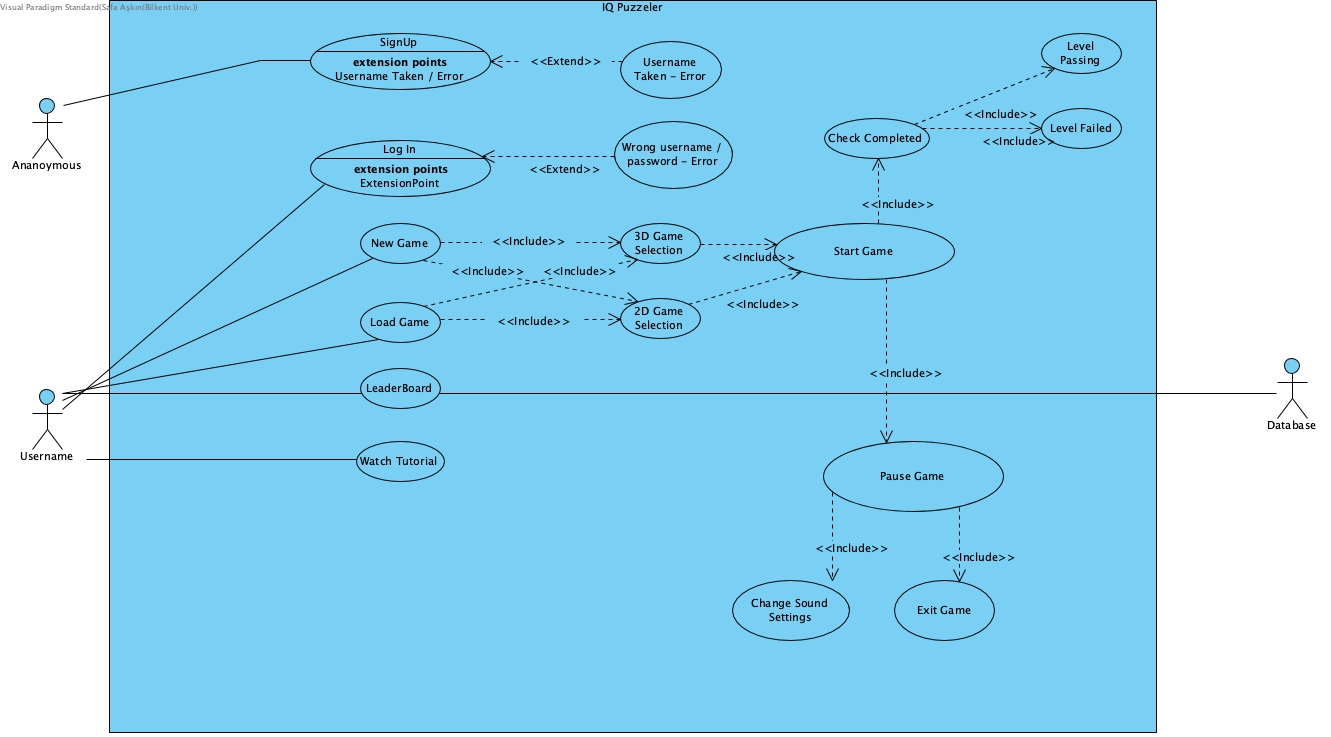 Visual Paradigm Standard(Safa Aşkın(Bilkent Univ.))
IQ Puzzeler
SignUp
extension points
Username Taken / Error
<<Extend>>
Username
Taken - Error
Level
Passing
<<Include>>
Level Failed
<<Include>>
Check Completed
Ananoymous
Log In
extension points
ExtensionPoint
<<Extend>>
Wrong username /
password - Error
<<Include>>
New Game
<<Include>>
3D Game
Selection
<<Include>>
Start Game
<<Include>>
<<Include>>
Load Game
<<Include>>
2D Game
Selection
<<Include>>
<<Include>>
LeaderBoard
Database
Username
Watch Tutorial
Pause Game
<<Include>>
<<Include>>
Change Sound
Settings
Exit Game